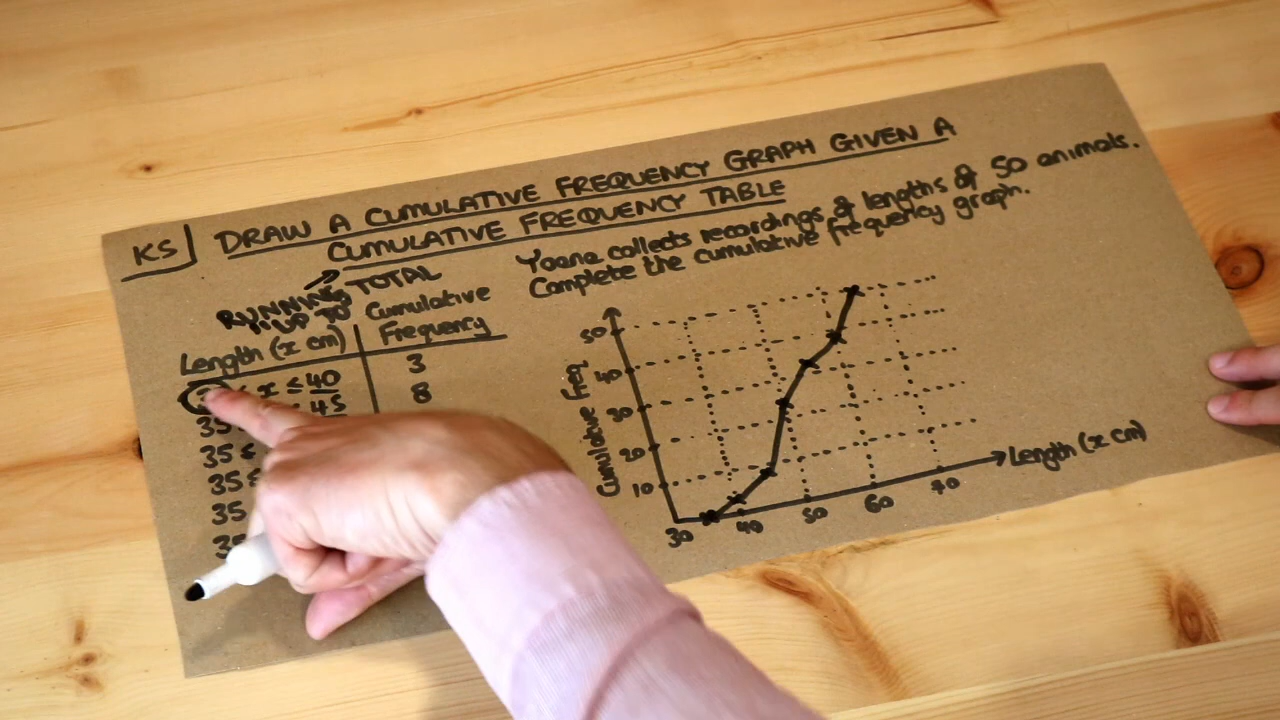 KS DRAW A CUMULATIVE FREQUENCY GRAPH GIVEN A
CUMULATIVE FREQUENCY TABLE
RUNNING TOTAL
"UP TO"
Length (x cm) Cumulative Frequency
x ≤ 40 3
45 8
35
35 ≤
35 ≤
35
35
collects recordings of lengths of 50 animals.
Complete the cumulative frequency graph.
Cumulative freq
50
40
30
20
10
30 40 50 60 70
Length (x cm)